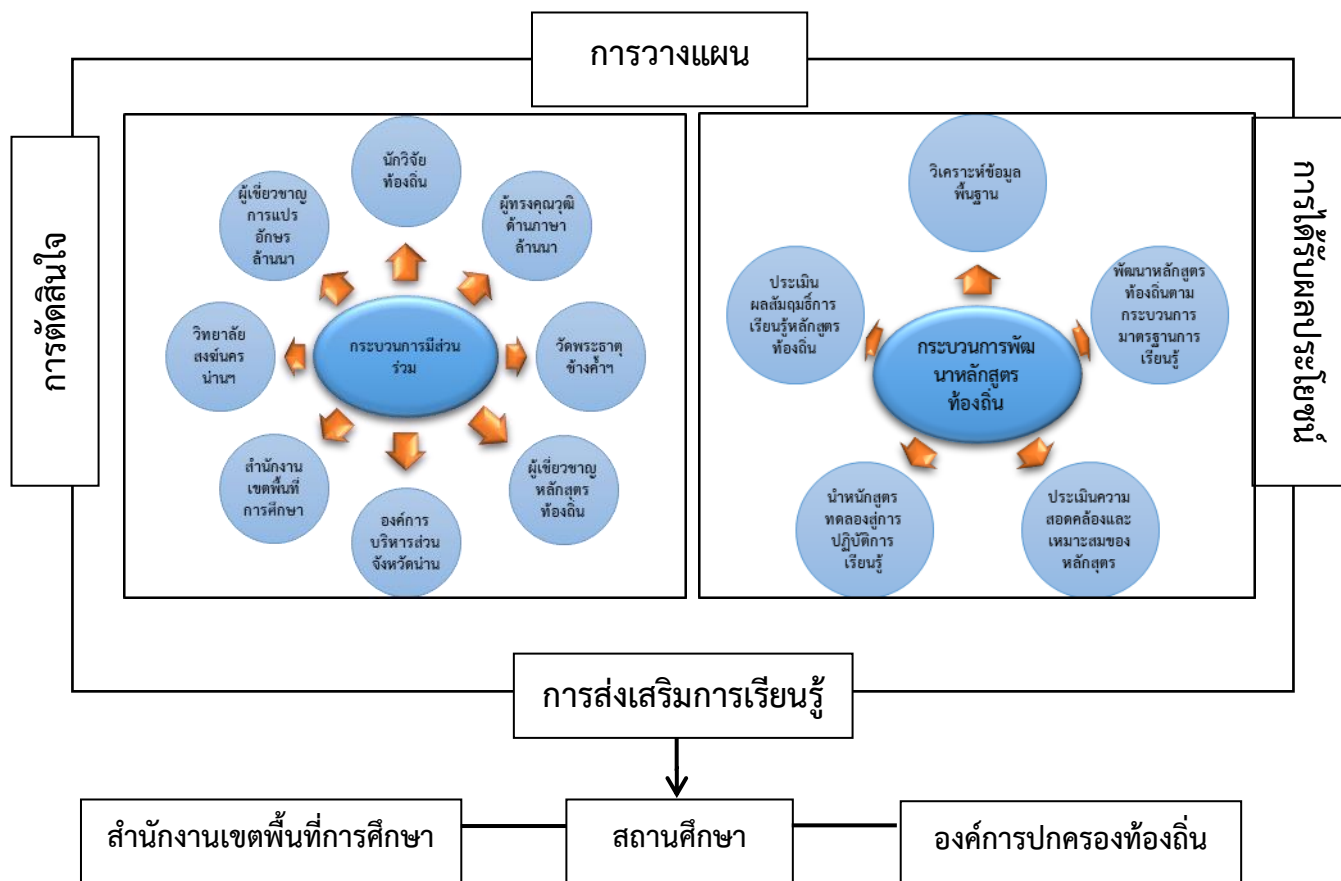 การวางแผน
การตัดสินใจ
นักวิจัย
ท้องถิ่น
ผู้เชี่ยวชาญ
การแปร
อักษร
ล้านนา
ผู้ทรงคุณวุฒิ
ด้านภาษา
ล้านนา
วิทยาลัย
สงฆ์นคร
น่านฯ
กระบวนการมีส่วน
ร่วม
วัดพระธาตุ
ช้างค้ำฯ
สำนักงาน
เขตพื้นที่
การศึกษา
องค์การ
บริหารส่วน
จังหวัดน่าน
ผู้เชี่ยวชาญ
หลักสูตร
ท้องถิ่น
วิเคราะห์ข้อมูล
พื้นฐาน
ประเมิน
ผลสัมฤทธิ์การ
เรียนรู้หลักสูตร
ท้องถิ่น
พัฒนาหลักสูตร
ท้องถิ่นตาม
กระบวนการ
มาตรฐานการ
เรียนรู้
กระบวนการพัฒ
นาหลักสูตร
ท้องถิ่น
นำหนักสูตร
ทดลองสู่การ
ปฏิบัติการ
เรียนรู้
ประเมินความ
สอดคล้องและ
เหมาะสมของ
หลักสุตร
การได้รับผลประโยชน์
การส่งเสริมการเรียนรู้
สำนักงานเขตพื้นที่การศึกษา
สถานศึกษา
องค์การปกครองท้องถิ่น